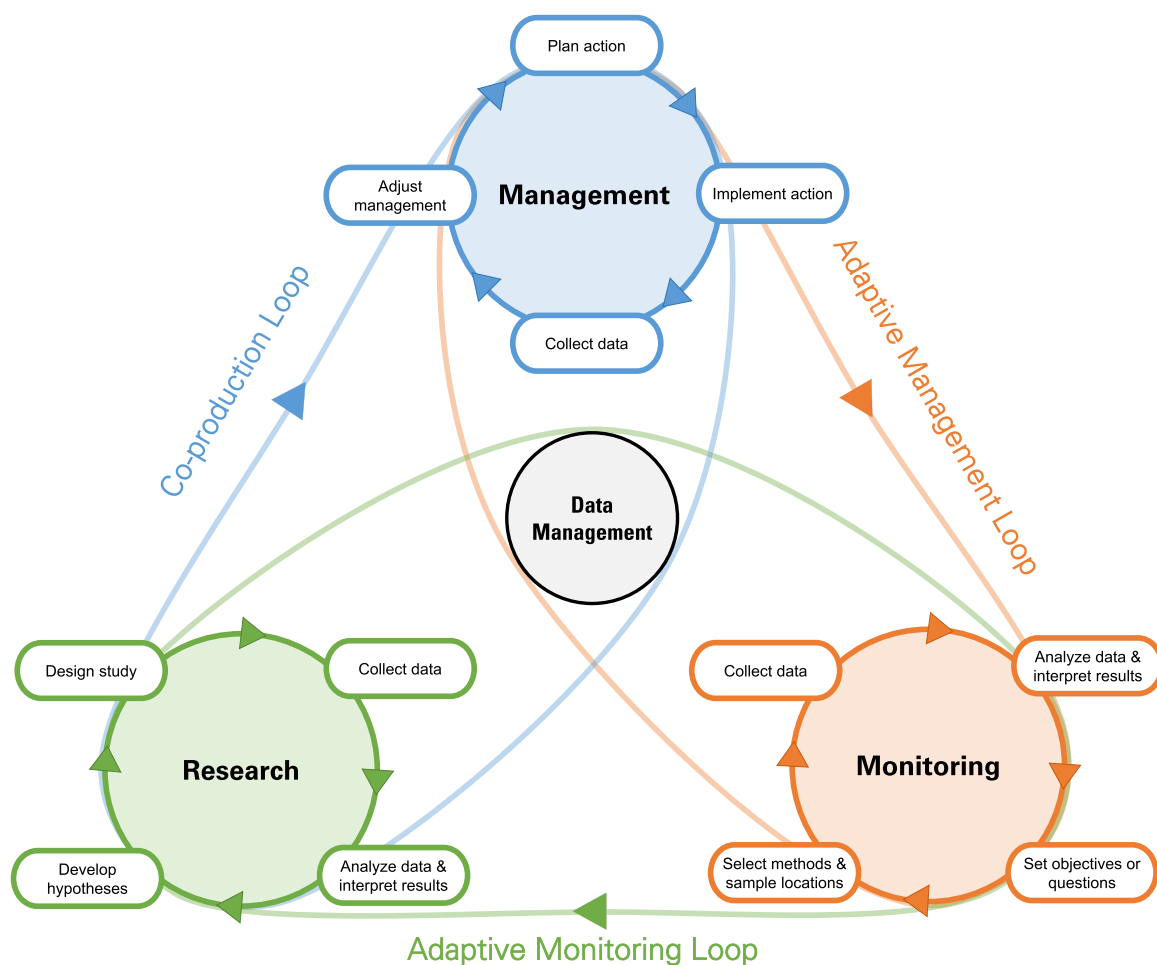 Plan action
Adjust
management
Management
Implement action
Collect data
Co-production Loop
Adaptive Management Loop
Data
Management
Design study
Collect data
Research
Develop
hypotheses
Analyze data &
interpret results
Collect data
Analyze data &
interpret results
Monitoring
Select methods &
sample locations
Set objectives or
questions
Adaptive Monitoring Loop